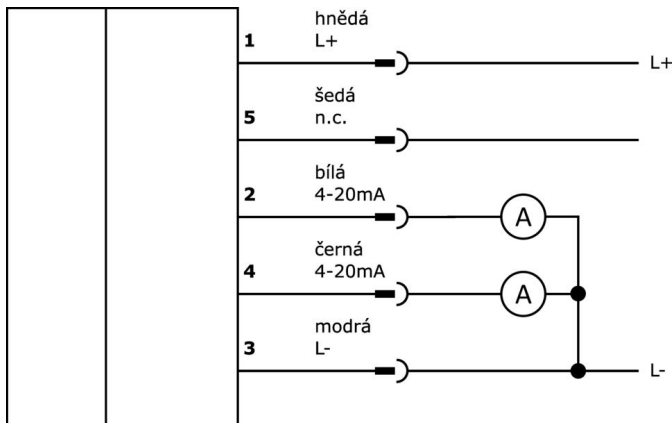 hnědá
1 L+
L+
šedá
5 n.c.
bílá
2 4-20mA
A
černá
4 4-20mA
A
modrá
3 L-
L-